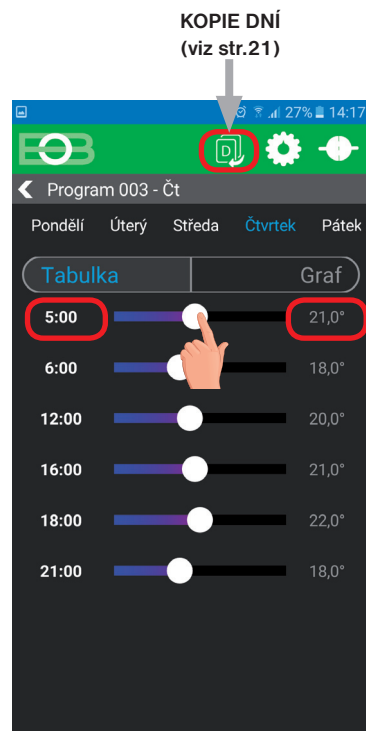 KOPIE DNÍ
(viz str.21)
27% 14:17
EOB
D
Program 003 - Čt
Pondělí Úterý Středa Čtvrtek Pátek
Tabulka Graf
5:00 21,0°
6:00 18,0°
12:00 20,0°
16:00 21,0°
18:00 22,0°
21:00 18,0°